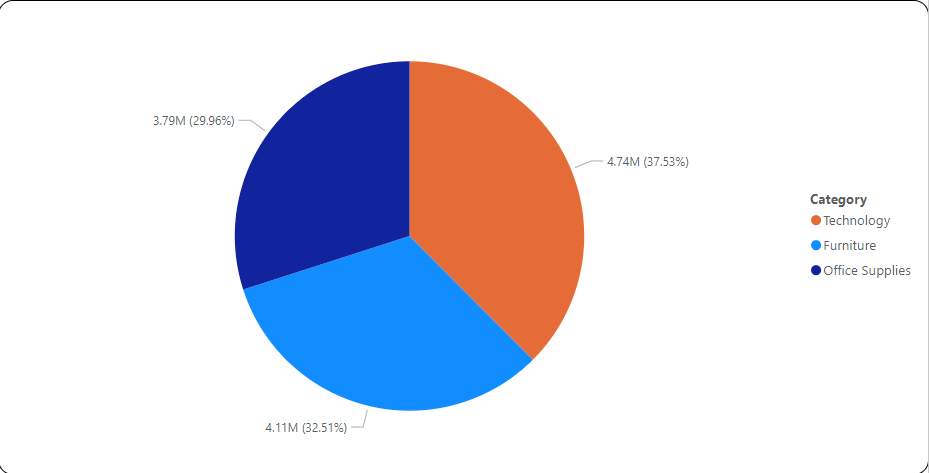 3.79M (29.96%)
4.74M (37.53%)
4.11M (32.51%)
Category
Technology
Furniture
Office Supplies